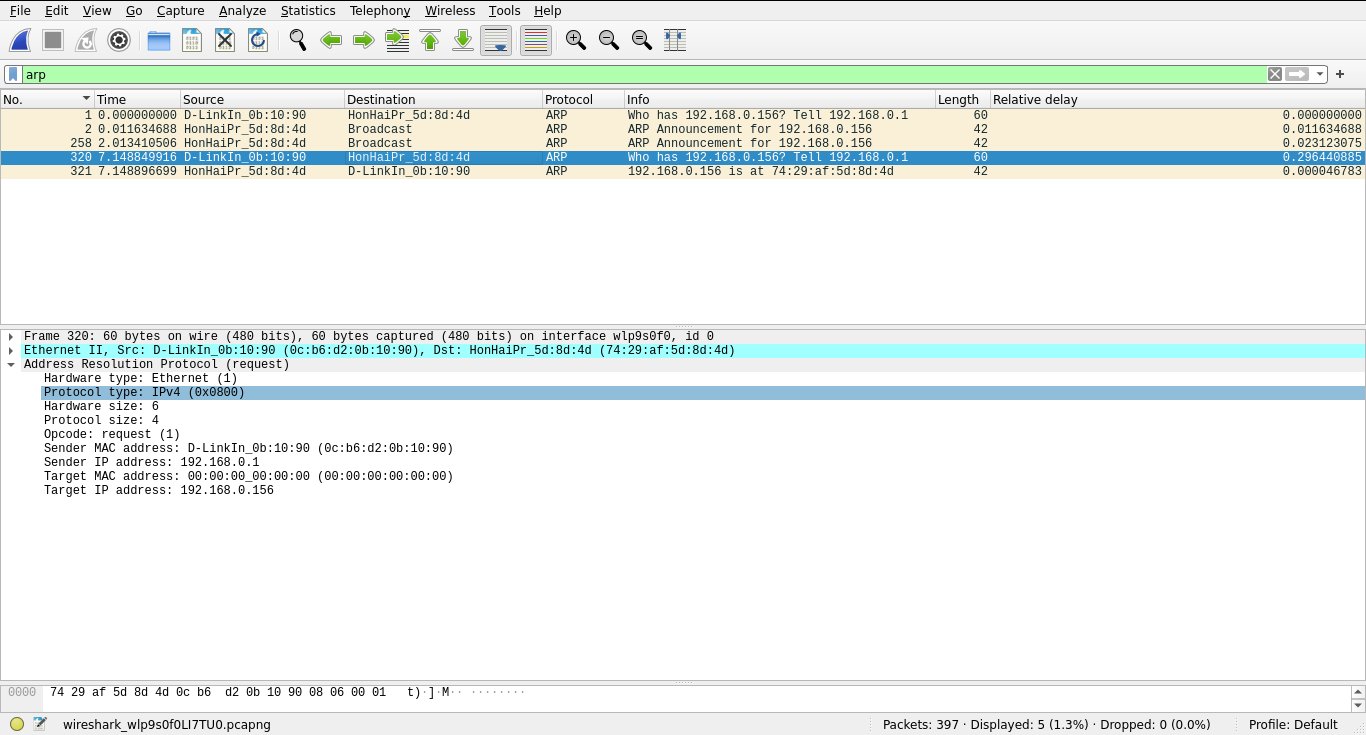 File Edit View Go Capture Analyze Statistics Telephony Wireless Tools Help
arp
No. Time Source Destination Protocol Info Length Relative delay
1 0.000000000 D-LinkIn_0b:10:90 HonHaiPr_5d:8d:4d ARP Who has 192.168.0.156? Tell 192.168.0.1 60 0.000000000
2 0.011634688 HonHaiPr_5d:8d:4d Broadcast ARP ARP Announcement for 192.168.0.156 42 0.011634688
258 2.013410506 HonHaiPr_5d:8d:4d Broadcast ARP ARP Announcement for 192.168.0.156 42 0.023123075
320 7.148849916 D-LinkIn_0b:10:90 HonHaiPr_5d:8d:4d ARP Who has 192.168.0.156? Tell 192.168.0.1 60 0.296440885
321 7.148896699 HonHaiPr_5d:8d:4d D-LinkIn_0b:10:90 ARP 192.168.0.156 is at 74:29:af:5d:8d:4d 42 0.000046783
Frame 320: 60 bytes on wire (480 bits), 60 bytes captured (480 bits) on interface wlp9s0f0, id 0
Ethernet II, Src: D-LinkIn_0b:10:90 (0c:b6:d2:0b:10:90), Dst: HonHaiPr_5d:8d:4d (74:29:af:5d:8d:4d)
Address Resolution Protocol (request)
Hardware type: Ethernet (1)
Protocol type: IPv4 (0x0800)
Hardware size: 6
Protocol size: 4
Opcode: request (1)
Sender MAC address: D-LinkIn_0b:10:90 (0c:b6:d2:0b:10:90)
Sender IP address: 192.168.0.1
Target MAC address: 00:00:00_00:00:00 (00:00:00:00:00:00)
Target IP address: 192.168.0.156
0000 74 29 af 5d 8d 4d 0c b6 d2 0b 10 90 08 06 00 01 t)·]·M·· ········
wireshark_wlp9s0f0LI7TU0.pcapng Packets: 397 · Displayed: 5 (1.3%) · Dropped: 0 (0.0%) Profile: Default